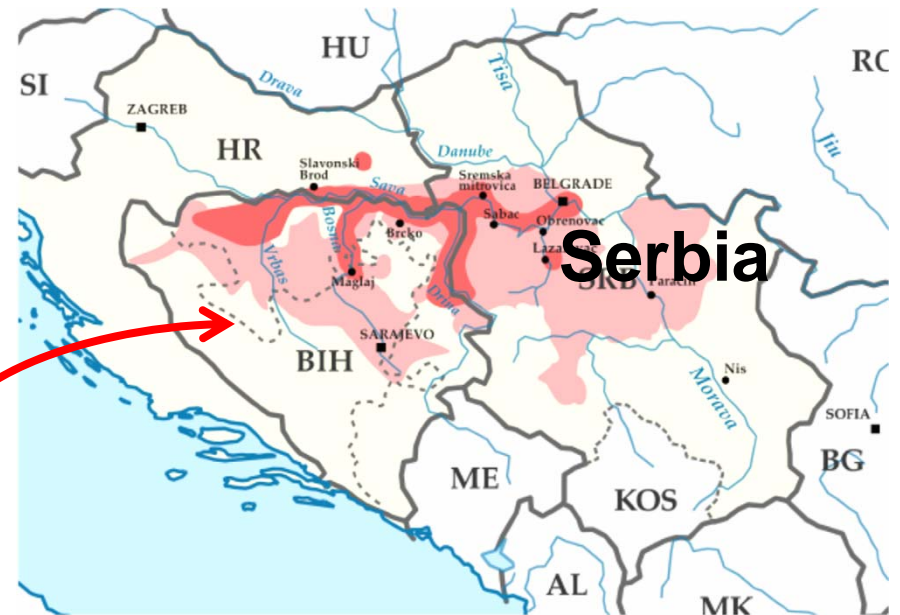 HU
RO
SI
Drava
Tisa
ZAGREB
Jiu
HR
Danube
Slavonski
Brod
Sava
Sremska
mitrovica
BELGRADE
Sabac
Obrenovac
Bosna
Brcko
Vrbas
Serbia
SRB
Maglaj
Drina
SARAJEVO
BIH
Nis
Morava
SOFIA
BG
ME
KOS
AL
MK